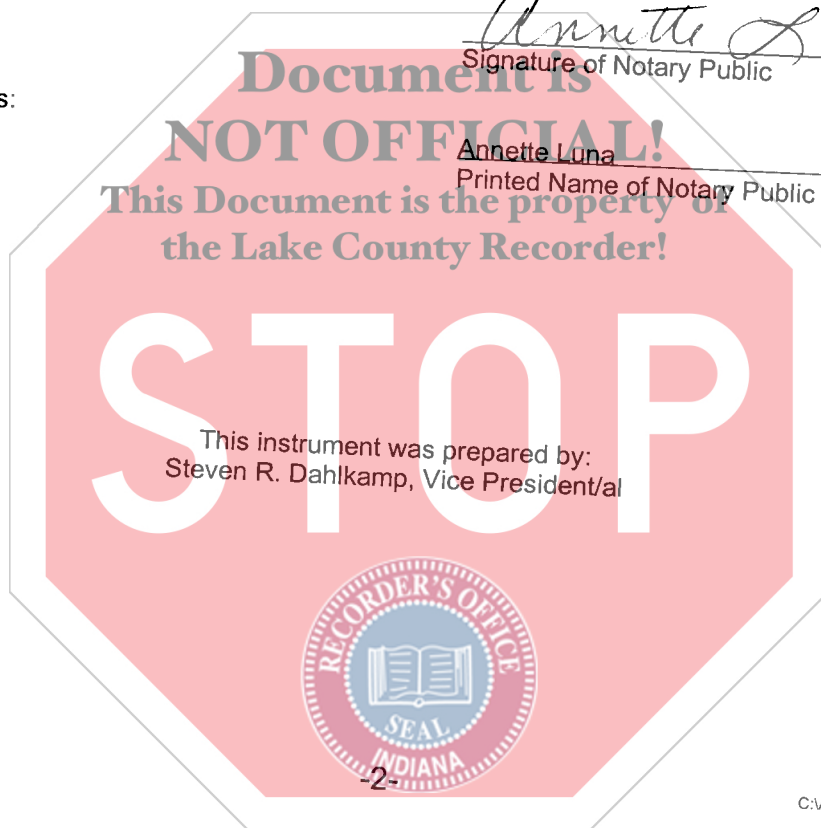 Annette L
Signature of Notary Public
s:
Document is
NOT OFFICIAL!
Annette Luna
Printed Name of Notary Public
This Document is the property of
the Lake County Recorder!
STOP
This instrument was prepared by:
Steven R. Dahlkamp, Vice President/al
RECORDER'S OFFICE
SEAL
INDIANA
-2-
C:\